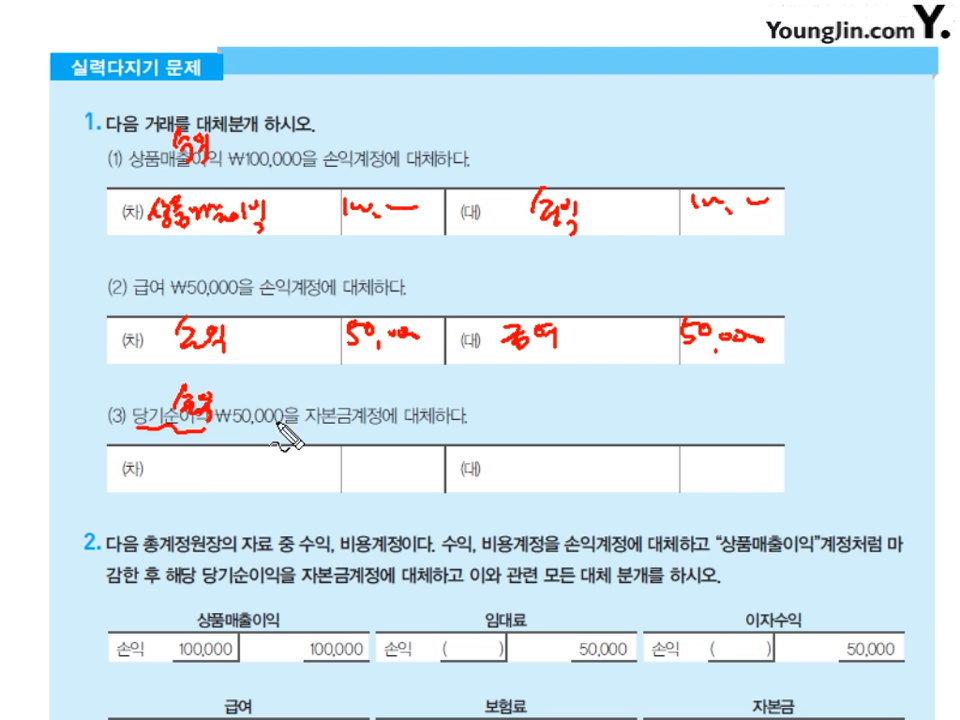 YoungJin.com Y.
실력다지기 문제
1. 다음 거래를 대체분개 하시오.
수익
(1) 상품매출이익 ₩100,000을 손익계정에 대체하다.
(차) 상품매출이익 100,000 (대) 손익 100,000
(2) 급여 ₩50,000을 손익계정에 대체하다.
(차) 손익 50,000 (대) 급여 50,000
손익
(3) 당기순이익 ₩50,000을 자본금계정에 대체하다.
(차) (대)
2. 다음 총계정원장의 자료 중 수익, 비용계정이다. 수익, 비용계정을 손익계정에 대체하고 “상품매출이익”계정처럼 마
감한 후 해당 당기순이익을 자본금계정에 대체하고 이와 관련 모든 대체 분개를 하시오.
상품매출이익 임대료 이자수익
손익 100,000 100,000 손익 ( ) 50,000 손익 ( ) 50,000
급여 보험료 자본금